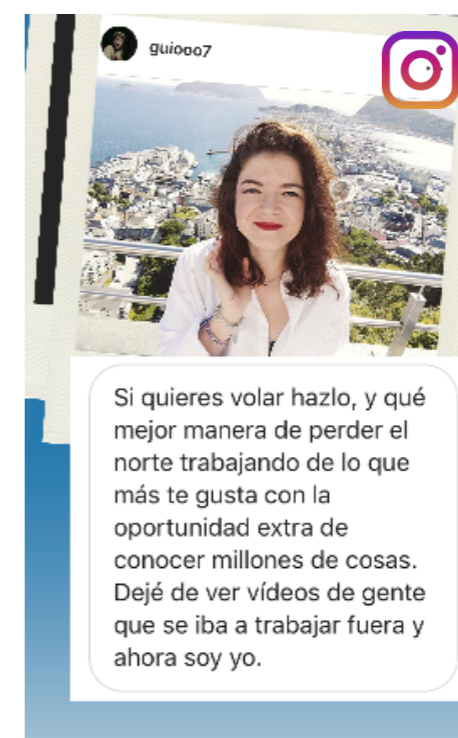 guiooo7
Si quieres volar hazlo, y qué
mejor manera de perder el
norte trabajando de lo que
más te gusta con la
oportunidad extra de
conocer millones de cosas.
Dejé de ver vídeos de gente
que se iba a trabajar fuera y
ahora soy yo.